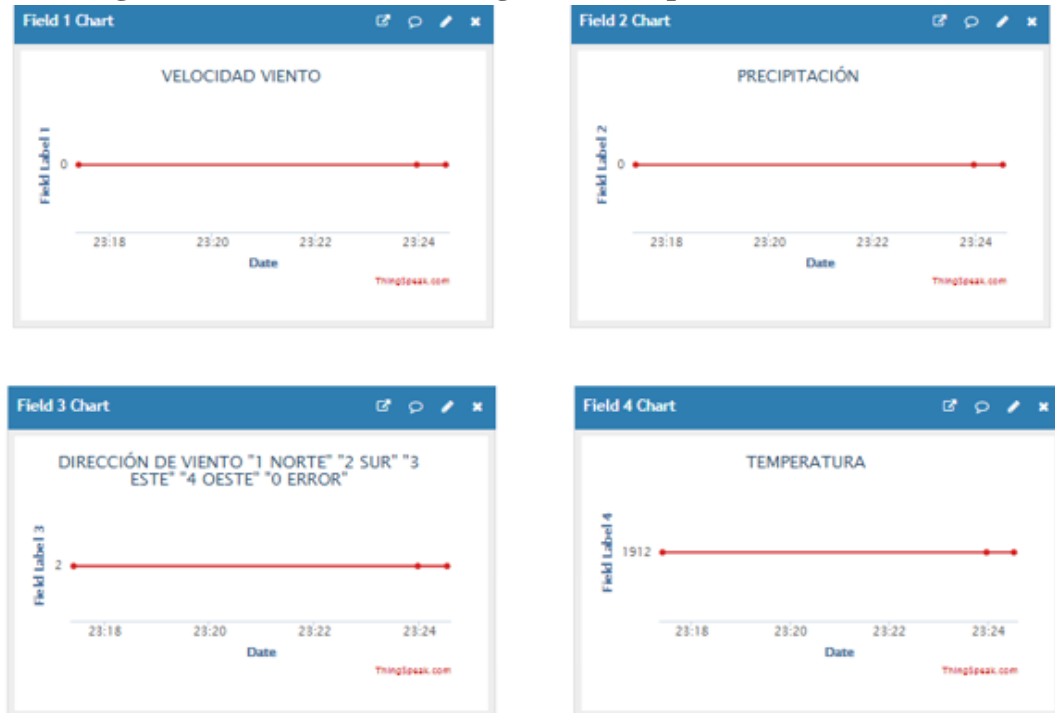 Field 1 Chart
VELOCIDAD VIENTO
Field Label 1
0
23:18 23:20 23:22 23:24
Date
ThingSpeak.com
Field 2 Chart
PRECIPITACIÓN
Field Label 2
0
23:18 23:20 23:22 23:24
Date
ThingSpeak.com
Field 3 Chart
DIRECCIÓN DE VIENTO "1 NORTE" "2 SUR" "3
ESTE" "4 OESTE" "0 ERROR"
Field Label 3
2
23:18 23:20 23:22 23:24
Date
ThingSpeak.com
Field 4 Chart
TEMPERATURA
Field Label 4
1912
23:18 23:20 23:22 23:24
Date
ThingSpeak.com